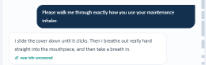 Please walk me through exactly how you use your maintenance
inhaler.
I slide the cover down until it clicks. Then I breathe out really hard
straight into the mouthpiece, and then take a breath in.